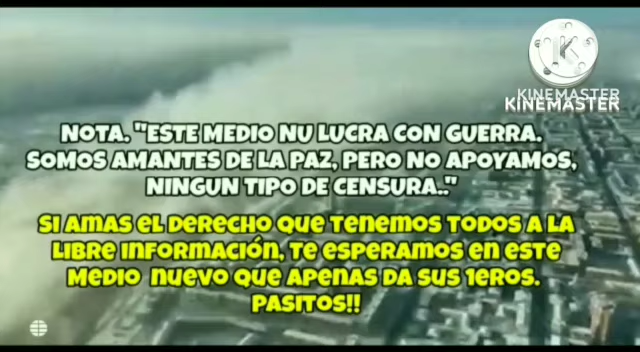 KINEMASTER
KINEMASTER
NOTA. "ESTE MEDIO NU LUCRA CON GUERRA.
SOMOS AMANTES DE LA PAZ, PERO NO APOYAMOS,
NINGUN TIPO DE CENSURA.."
SI AMAS EL DERECHO QUE TENEMOS TODOS A LA
LIBRE INFORMACIÓN, TE ESPERAMOS EN ESTE
MEDIO NUEVO QUE APENAS DA SUS 1EROS.
PASITOS!!